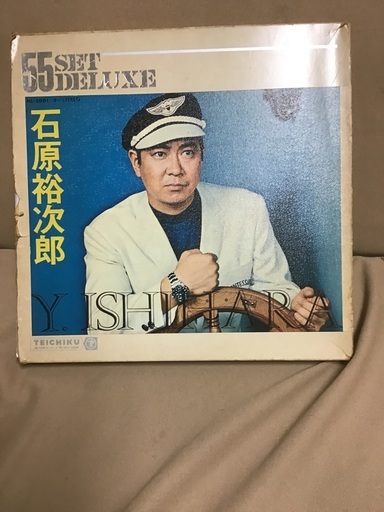 55 SET
DELUXE
石原裕次郎
Y. ISHIHARA
TEICHIKU